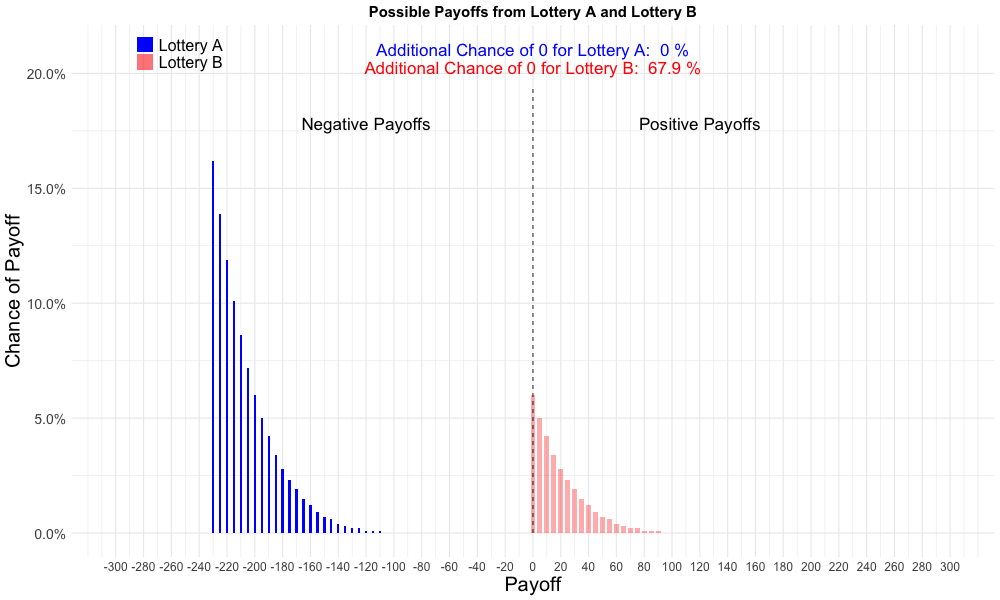 Possible Payoffs from Lottery A and Lottery B
Lottery A
Lottery B
Additional Chance of 0 for Lottery A:  0 %
Additional Chance of 0 for Lottery B:  67.9 %
Negative Payoffs
Positive Payoffs
Chance of Payoff
20.0%
15.0%
10.0%
5.0%
0.0%
-300 -280 -260 -240 -220 -200 -180 -160 -140 -120 -100 -80 -60 -40 -20 0 20 40 60 80 100 120 140 160 180 200 220 240 260 280 300
Payoff